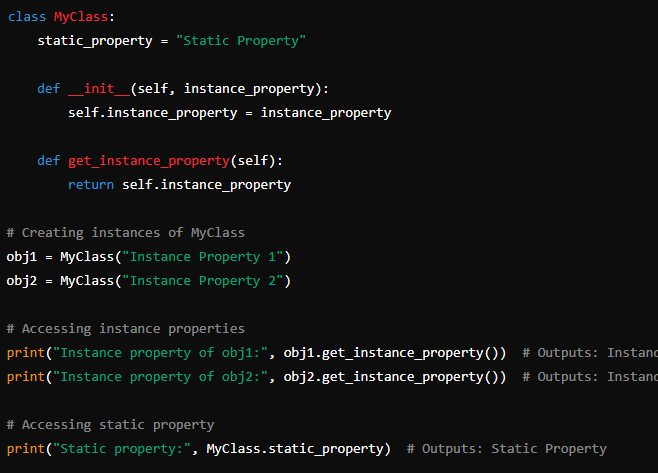 class MyClass:
    static_property = "Static Property"

    def __init__(self, instance_property):
        self.instance_property = instance_property

    def get_instance_property(self):
        return self.instance_property

# Creating instances of MyClass
obj1 = MyClass("Instance Property 1")
obj2 = MyClass("Instance Property 2")

# Accessing instance properties
print("Instance property of obj1:", obj1.get_instance_property())  # Outputs:
print("Instance property of obj2:", obj2.get_instance_property())  # Outputs:

# Accessing static property
print("Static property:", MyClass.static_property)  # Outputs: Static Property